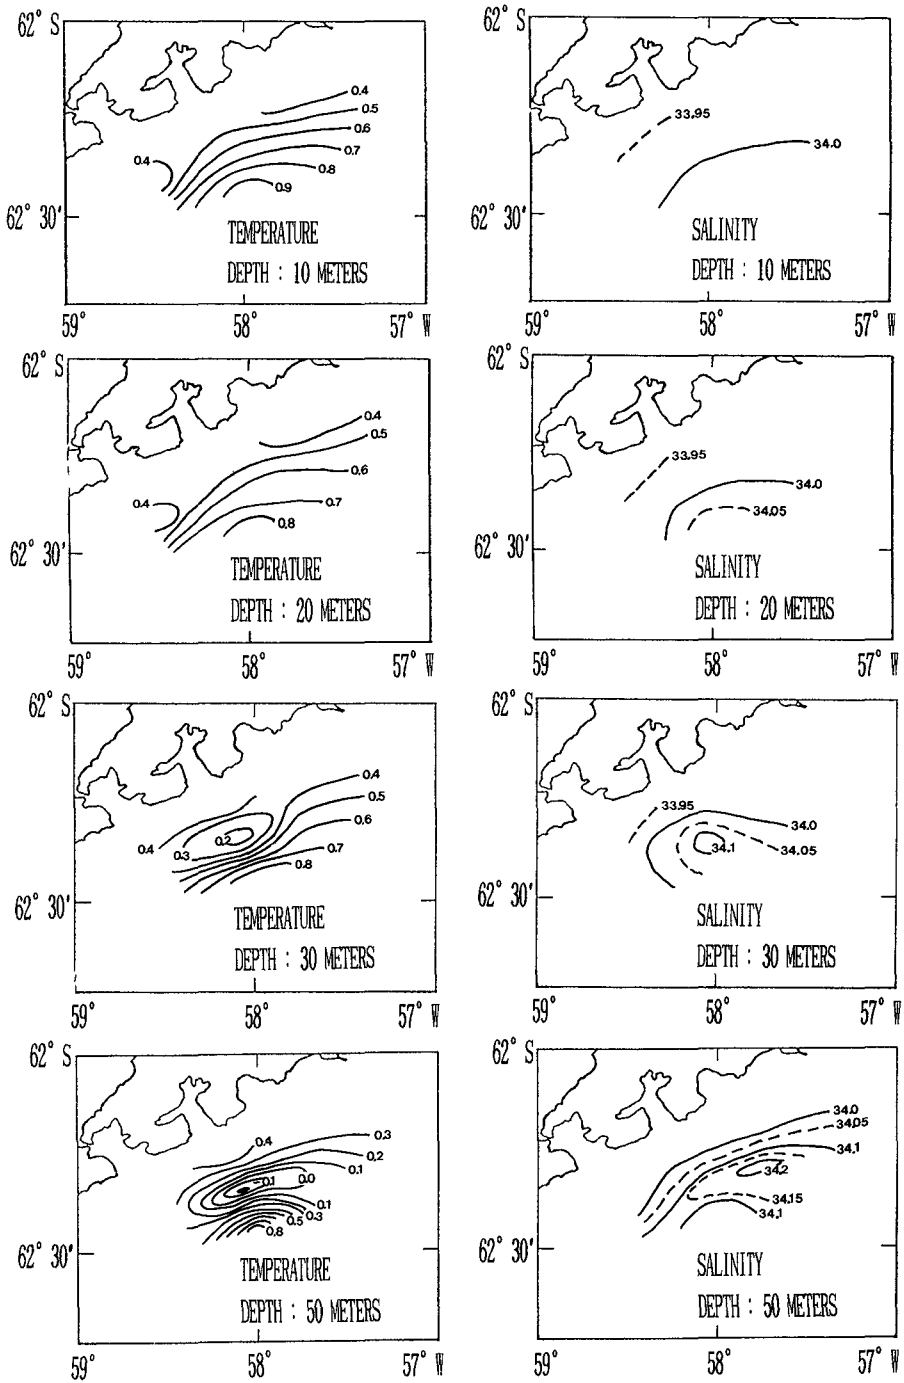 62° S
0.4
0.5
0.6
0.7
0.4
0.8
0.9
62° 30'
TEMPERATURE
DEPTH : 10 METERS
59°
58°
57° W
62° S
33.95
34.0
62° 30'
SALINITY
DEPTH : 10 METERS
59°
58°
57° W
62° S
0.4
0.5
0.6
0.4
0.7
0.8
62° 30'
TEMPERATURE
DEPTH : 20 METERS
59°
58°
57° W
62° S
33.95
34.0
34.05
62° 30'
SALINITY
DEPTH : 20 METERS
59°
58°
57° W
62° S
0.4
0.5
0.6
0.2
0.4
0.3
0.7
0.8
62° 30'
TEMPERATURE
DEPTH : 30 METERS
59°
58°
57° W
62° S
33.95
34.0
34.1
34.05
62° 30'
SALINITY
DEPTH : 30 METERS
59°
58°
57° W
62° S
0.4
0.3
0.2
0.1
-0.1
0.0
0.1
0.3
0.5
0.8
62° 30'
TEMPERATURE
DEPTH : 50 METERS
59°
58°
57° W
62° S
34.0
34.05
34.1
34.2
34.15
34.1
62° 30'
SALINITY
DEPTH : 50 METERS
59°
58°
57° W